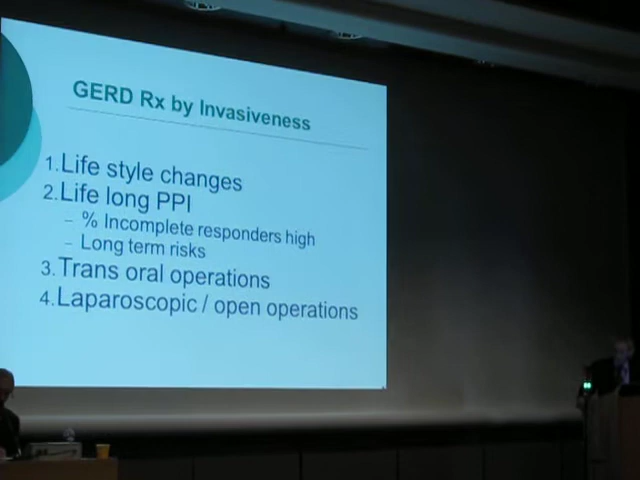 GERD Rx by Invasiveness
1.Life style changes
2.Life long PPI
– % Incomplete responders high
– Long term risks
3.Trans oral operations
4.Laparoscopic / open operations